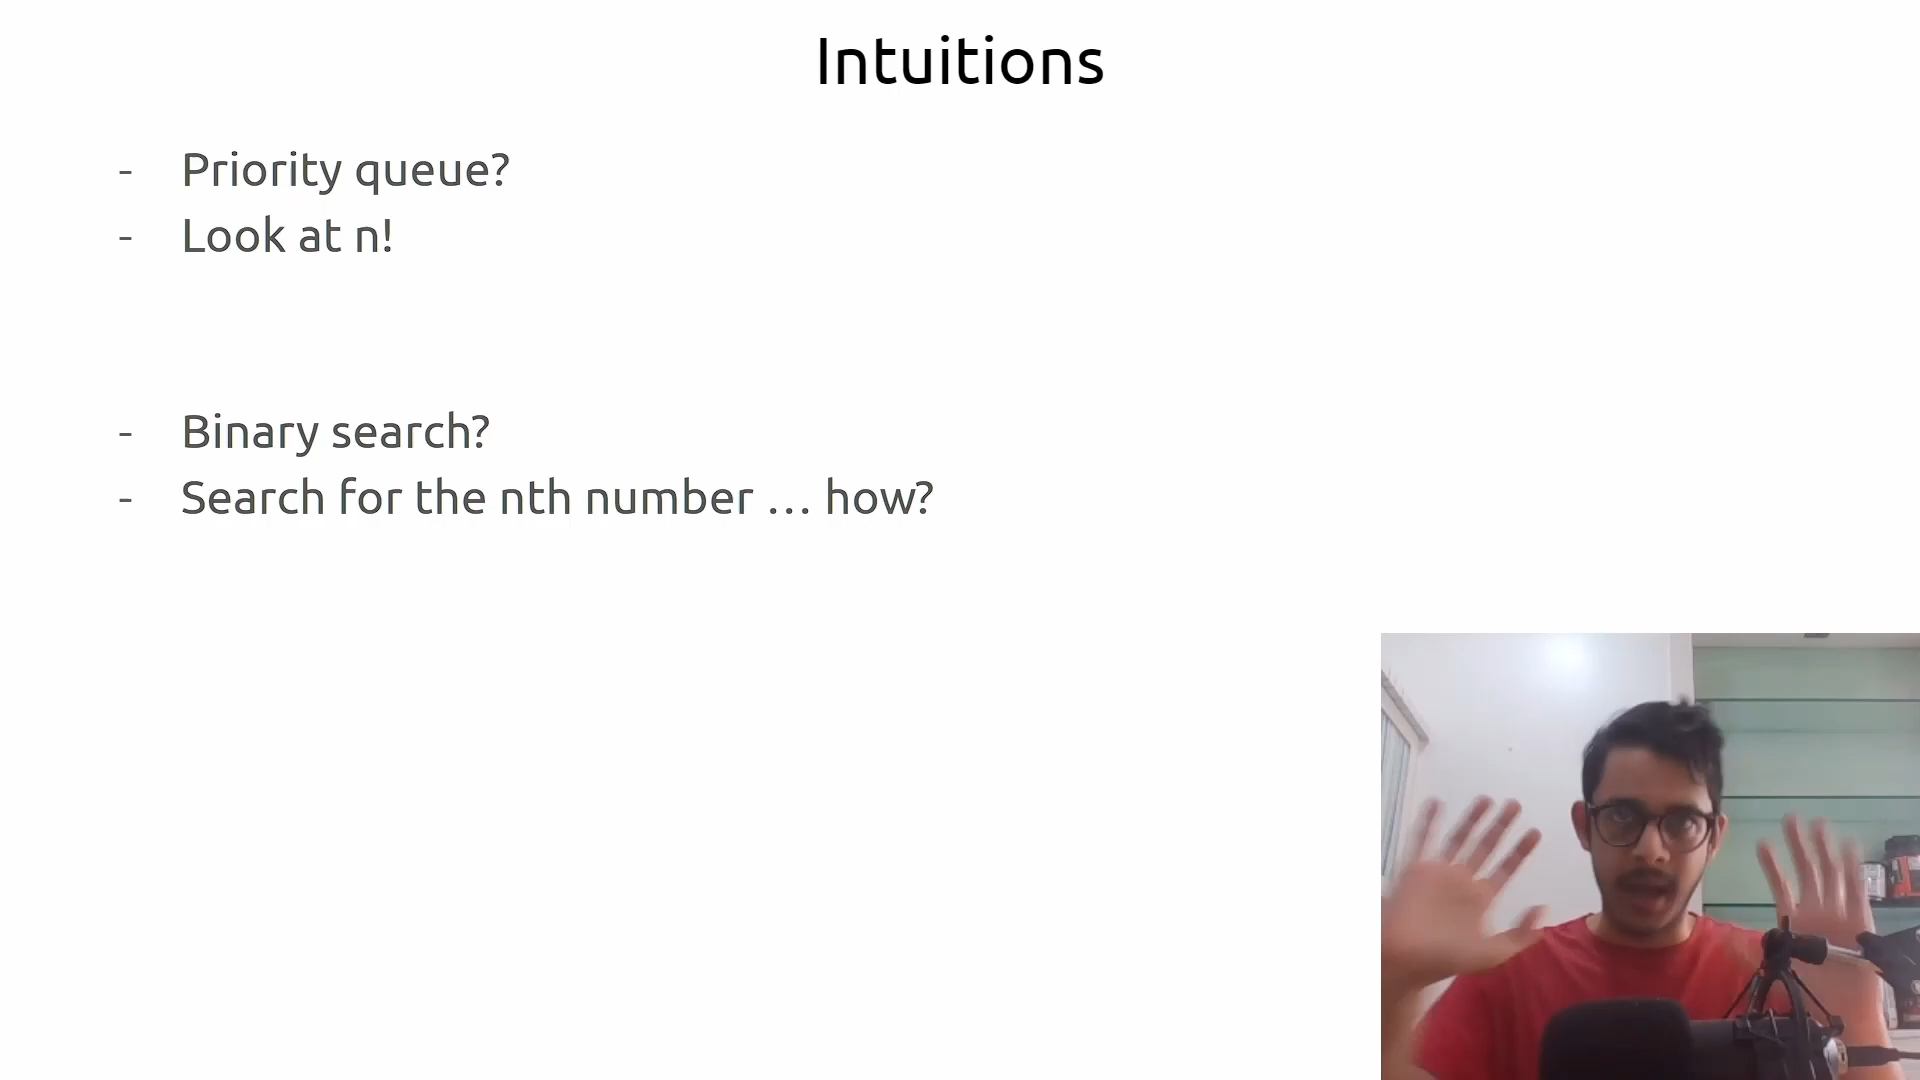 Intuitions
- Priority queue?
- Look at n!
- Binary search?
- Search for the nth number … how?